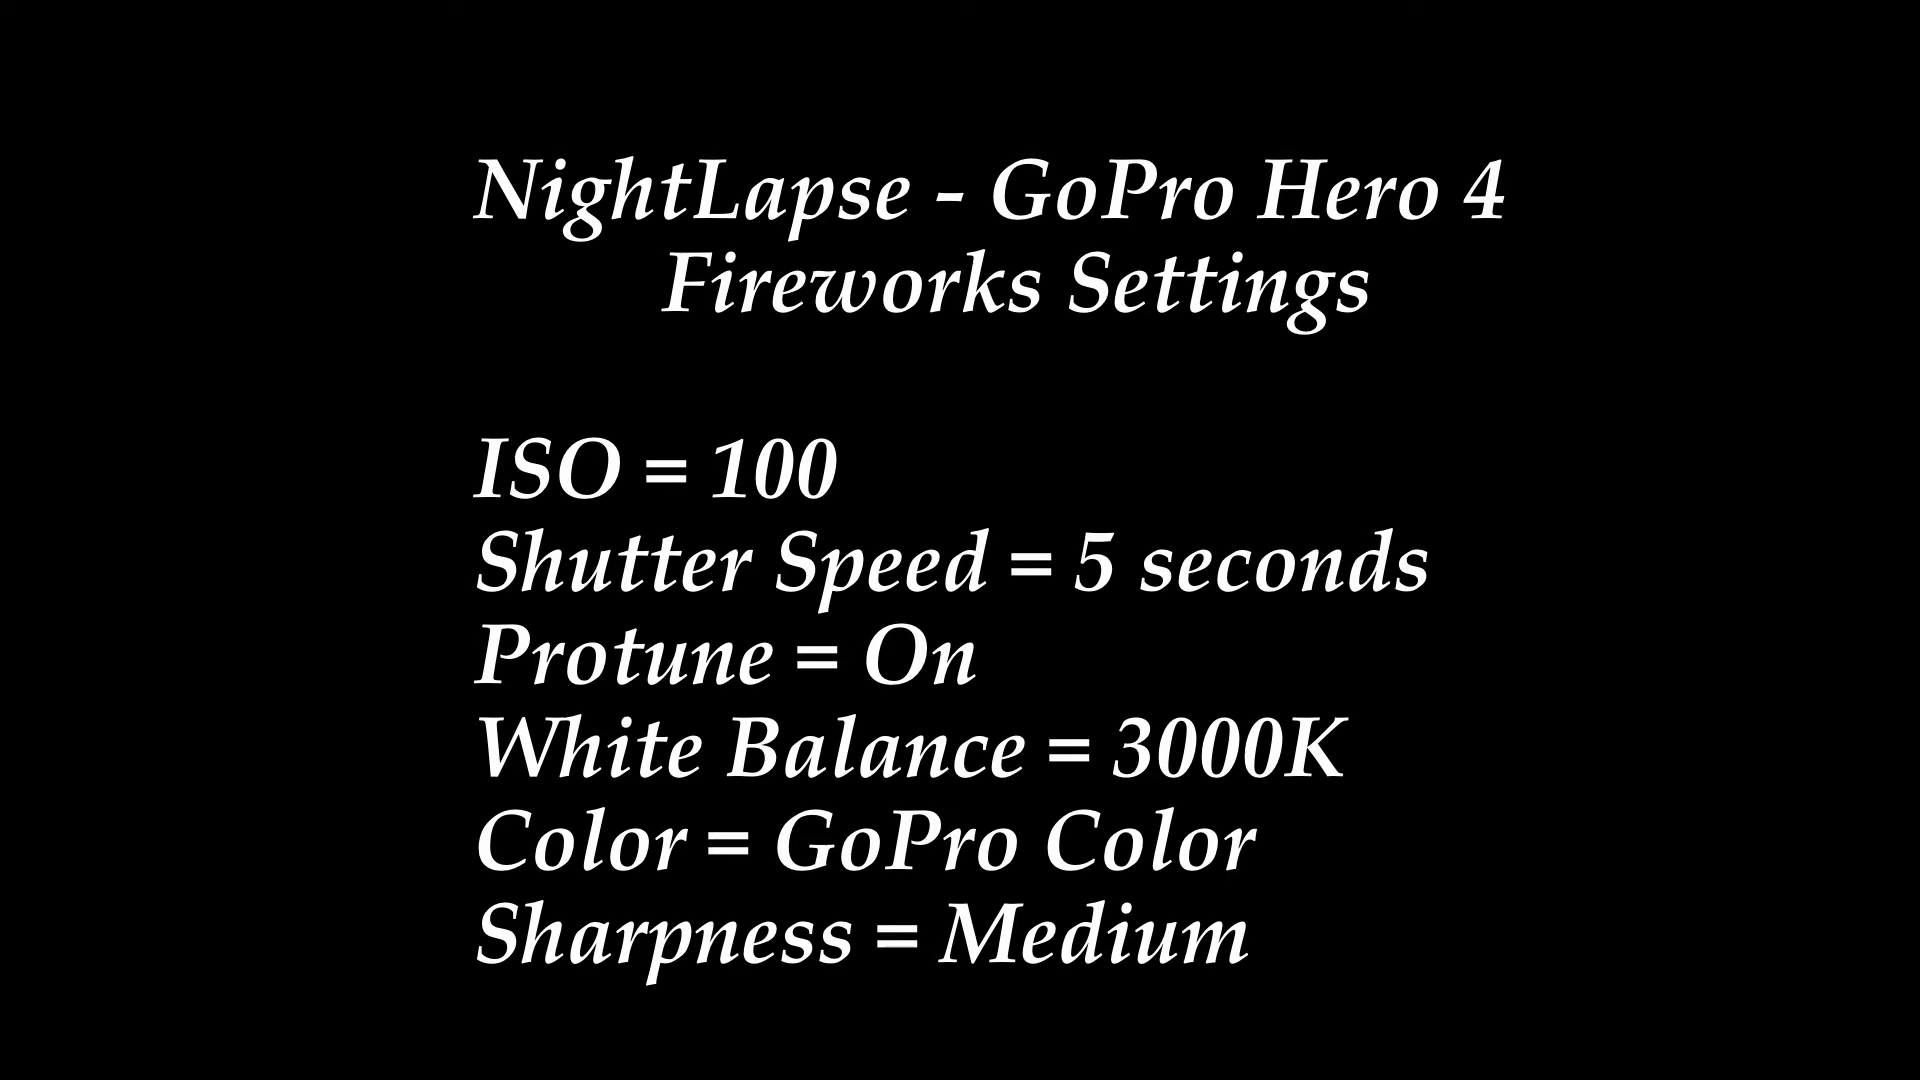 NightLapse - GoPro Hero 4
Fireworks Settings
ISO = 100
Shutter Speed = 5 seconds
Protune = On
White Balance = 3000K
Color = GoPro Color
Sharpness = Medium